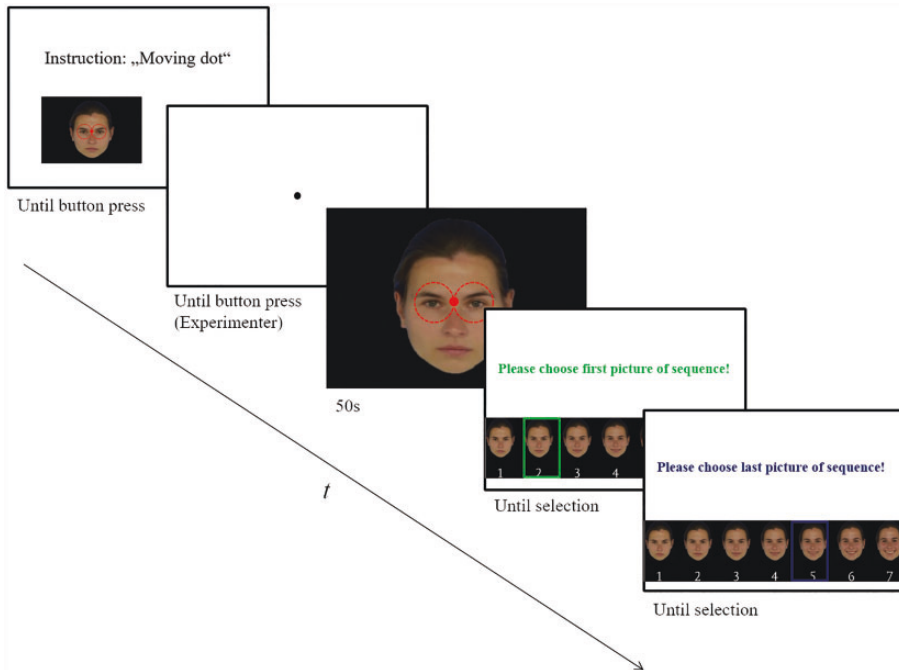 Instruction: „Moving dot“
Until button press
Until button press
(Experimenter)
50s
Please choose first picture of sequence!
1 2 3 4
Until selection
Please choose last picture of sequence!
1 2 3 4 5 6 7
Until selection
t